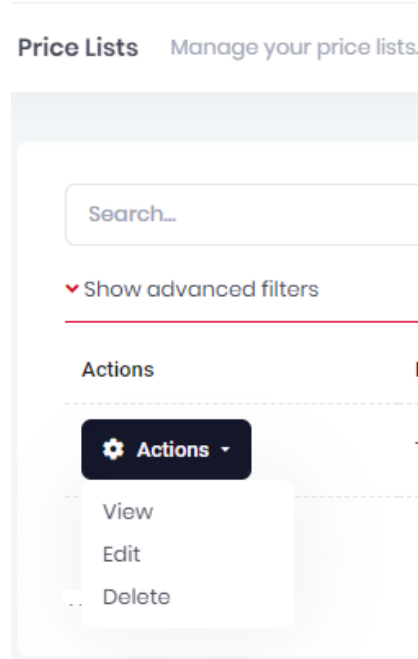 Price Lists Manage your price lists.
Search...
Show advanced filters
Actions
Actions
View
Edit
Delete